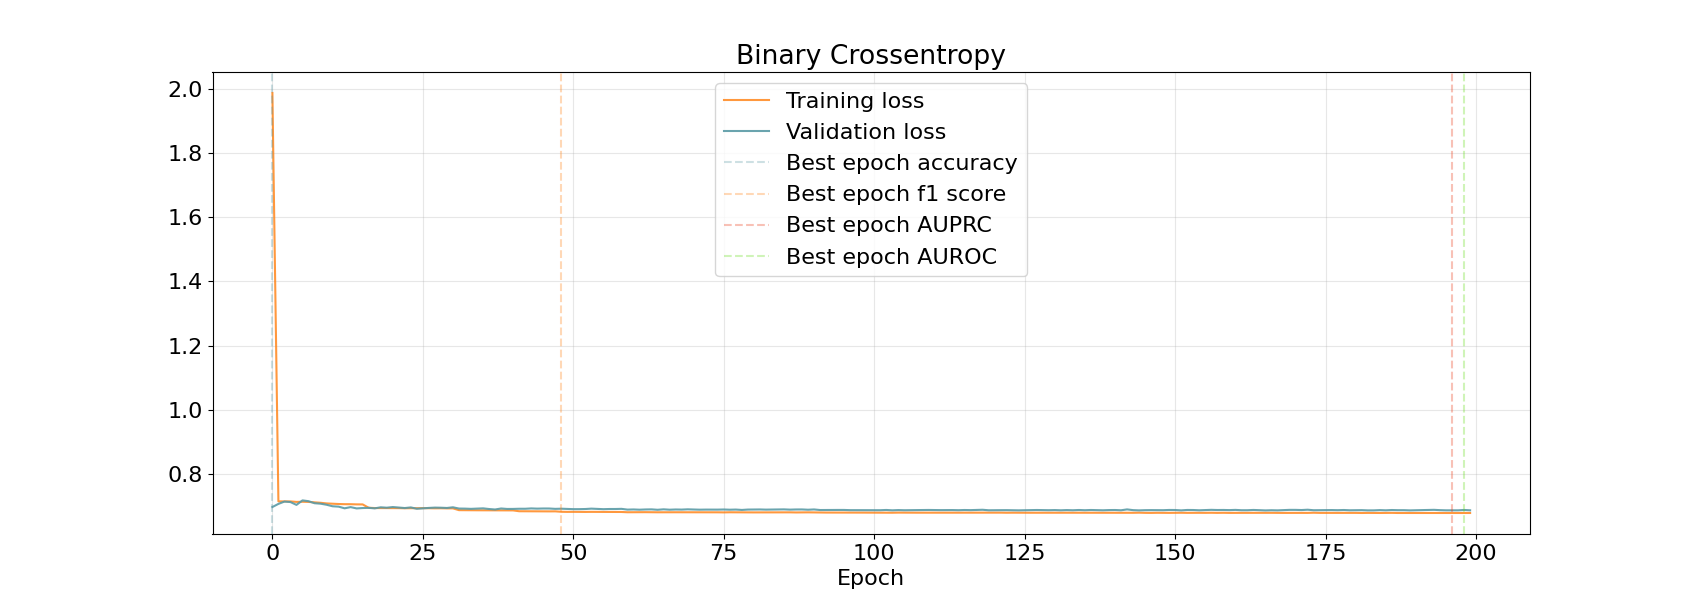 Binary Crossentropy
2.0
1.8
1.6
1.4
1.2
1.0
0.8
Training loss
Validation loss
Best epoch accuracy
Best epoch f1 score
Best epoch AUPRC
Best epoch AUROC
0 25 50 75 100 125 150 175 200
Epoch